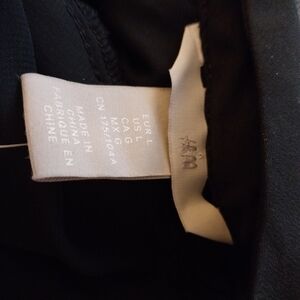 EUR L
US L
CA G
MX G
CN 175/104A
MADE IN
CHINA
FABRIQUE EN
CHINE